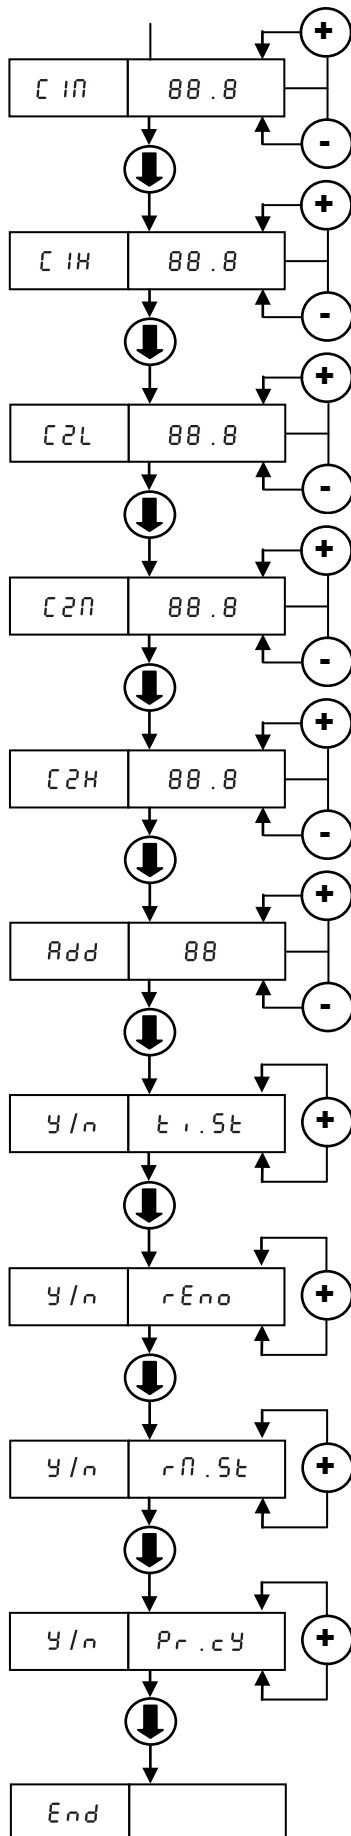 +
C1M 88.8
-
+
C1H 88.8
-
+
C2L 88.8
-
+
C2M 88.8
-
+
C2H 88.8
-
+
Add 88
-
y/n ti.St +
y/n rEmo +
y/n rM.St +
y/n Pr.cy +
End